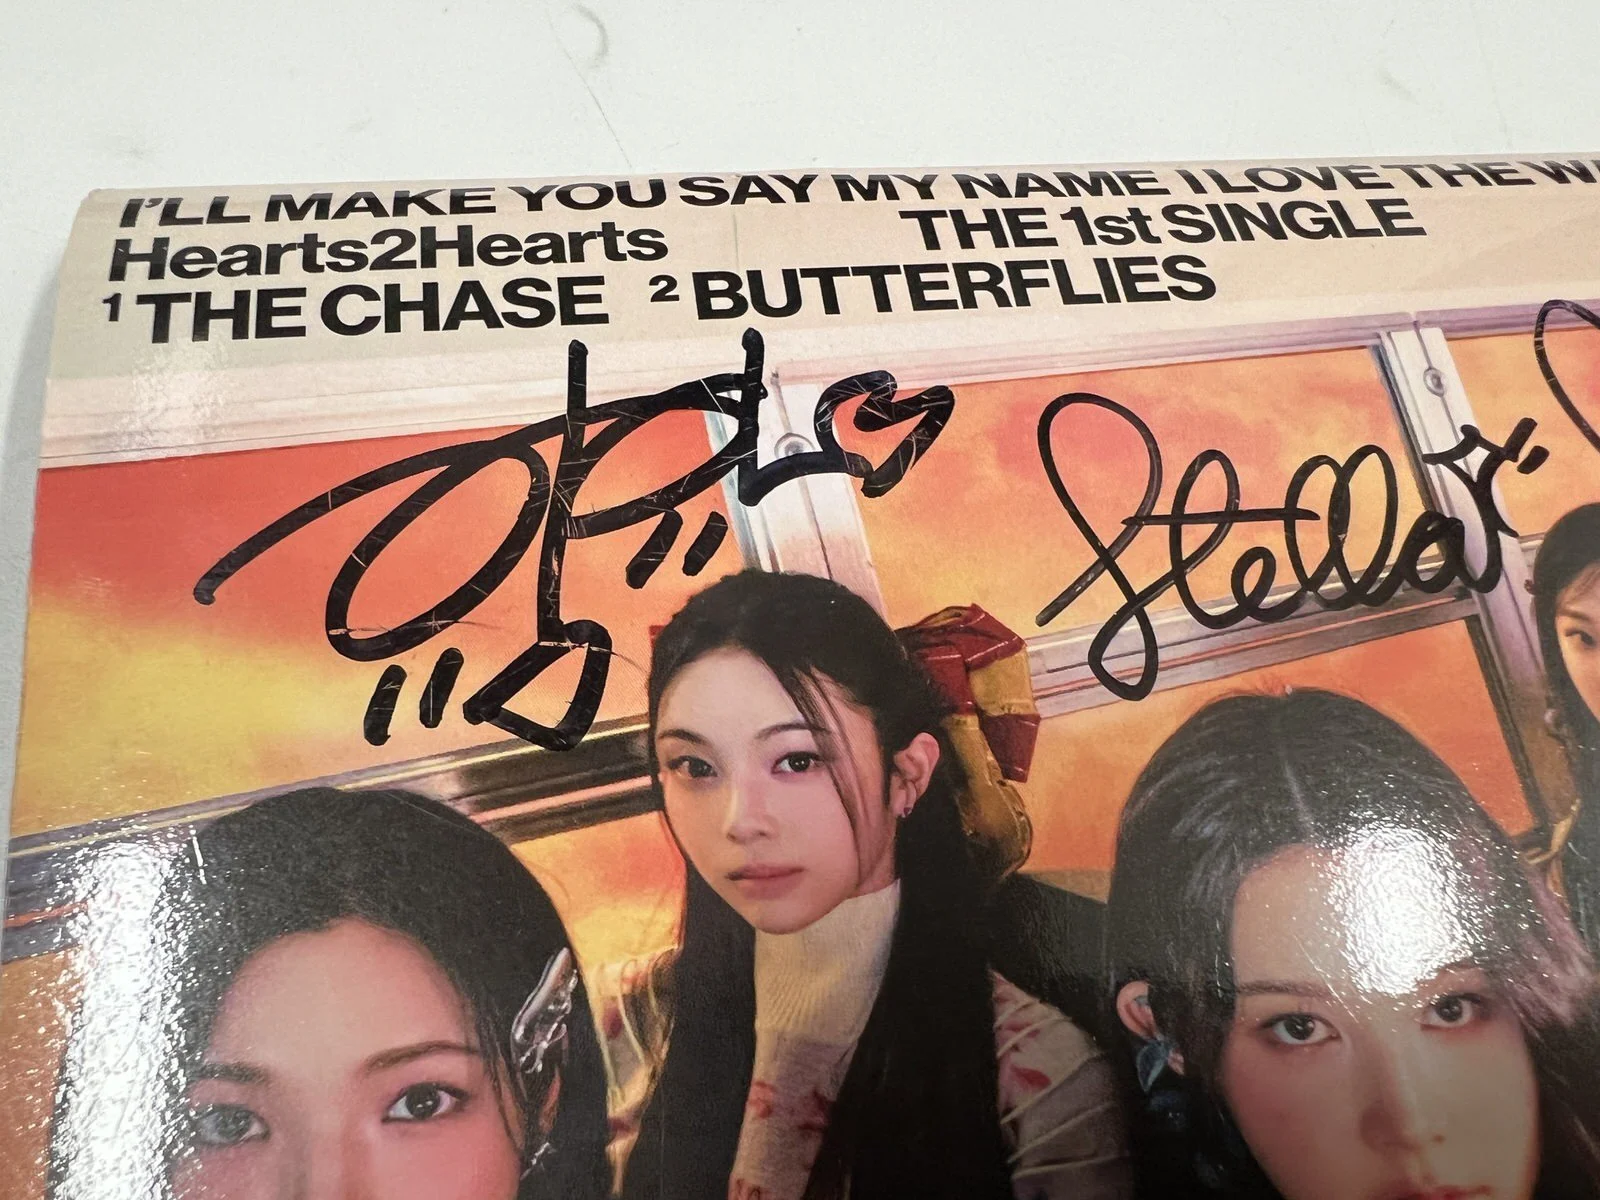 I'LL MAKE YOU SAY MY NAME I LOVE THE
Hearts2Hearts THE 1st SINGLE
1 THE CHASE 2 BUTTERFLIES
Stella